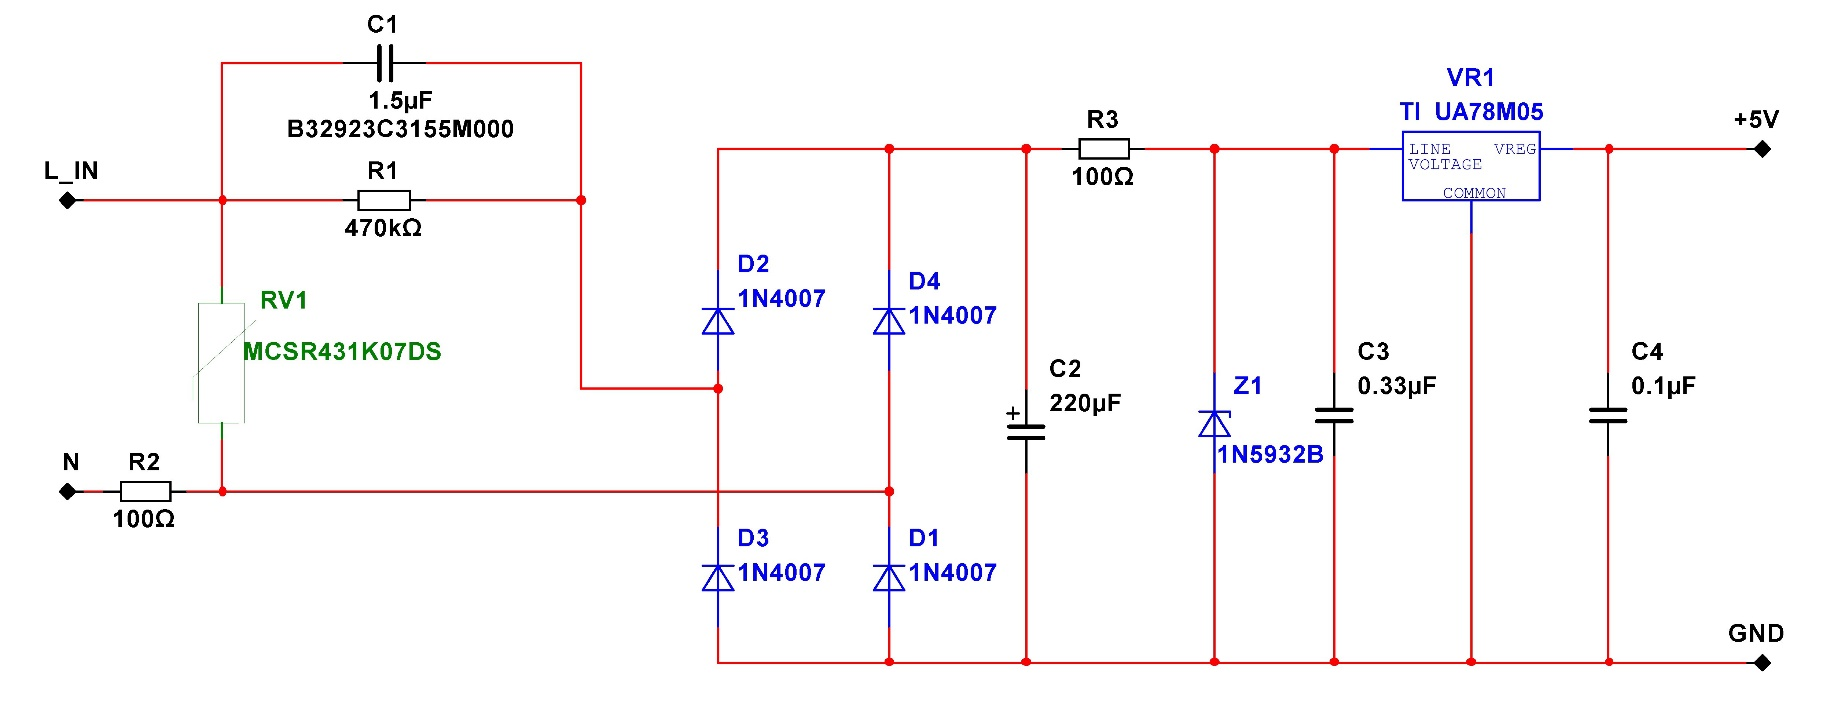 C1
1.5µF
B32923C3155M000
L_IN
R1
470kΩ
RV1
MCSR431K07DS
N
R2
100Ω
D2
1N4007
D4
1N4007
D3
1N4007
D1
1N4007
C2
+
220µF
R3
100Ω
Z1
1N5932B
C3
0.33µF
VR1
TI UA78M05
LINE VREG
VOLTAGE
COMMON
C4
0.1µF
+5V
GND